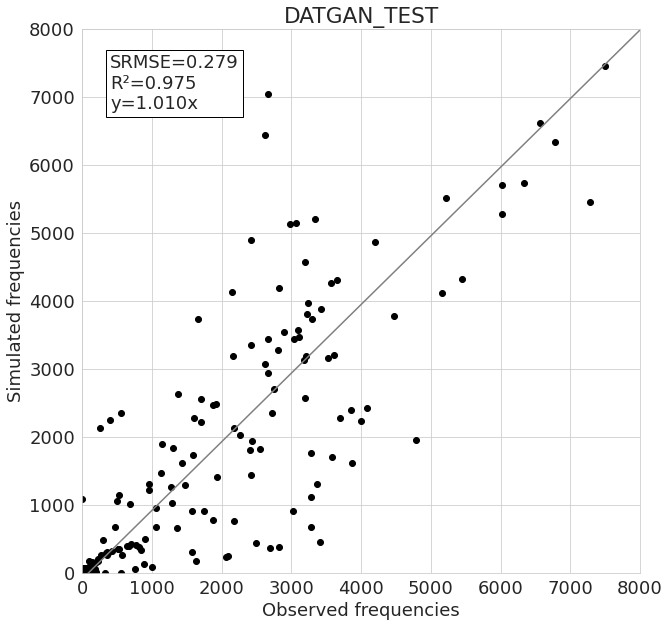 DATGAN_TEST
8000
SRMSE=0.279
R²=0.975
y=1.010x
7000
6000
5000
4000
3000
2000
1000
0
Simulated frequencies
0 1000 2000 3000 4000 5000 6000 7000 8000
Observed frequencies